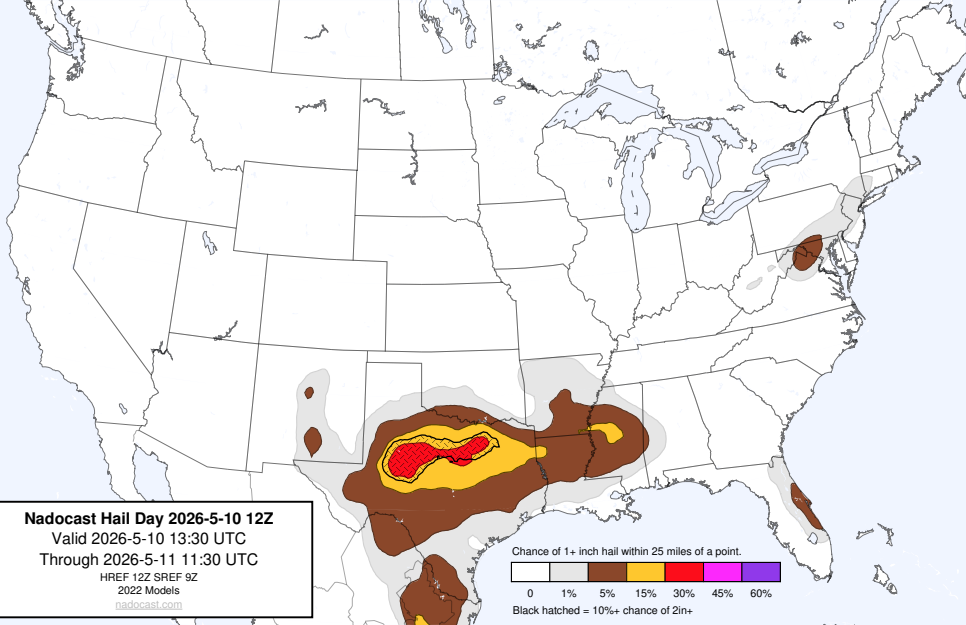 Nadocast Hail Day 2026-5-10 12Z
Valid 2026-5-10 13:30 UTC
Through 2026-5-11 11:30 UTC
HREF 12Z SREF 9Z
2022 Models
nadocast.com
Chance of 1+ inch hail within 25 miles of a point.
0 1% 5% 15% 30% 45% 60%
Black hatched = 10%+ chance of 2in+